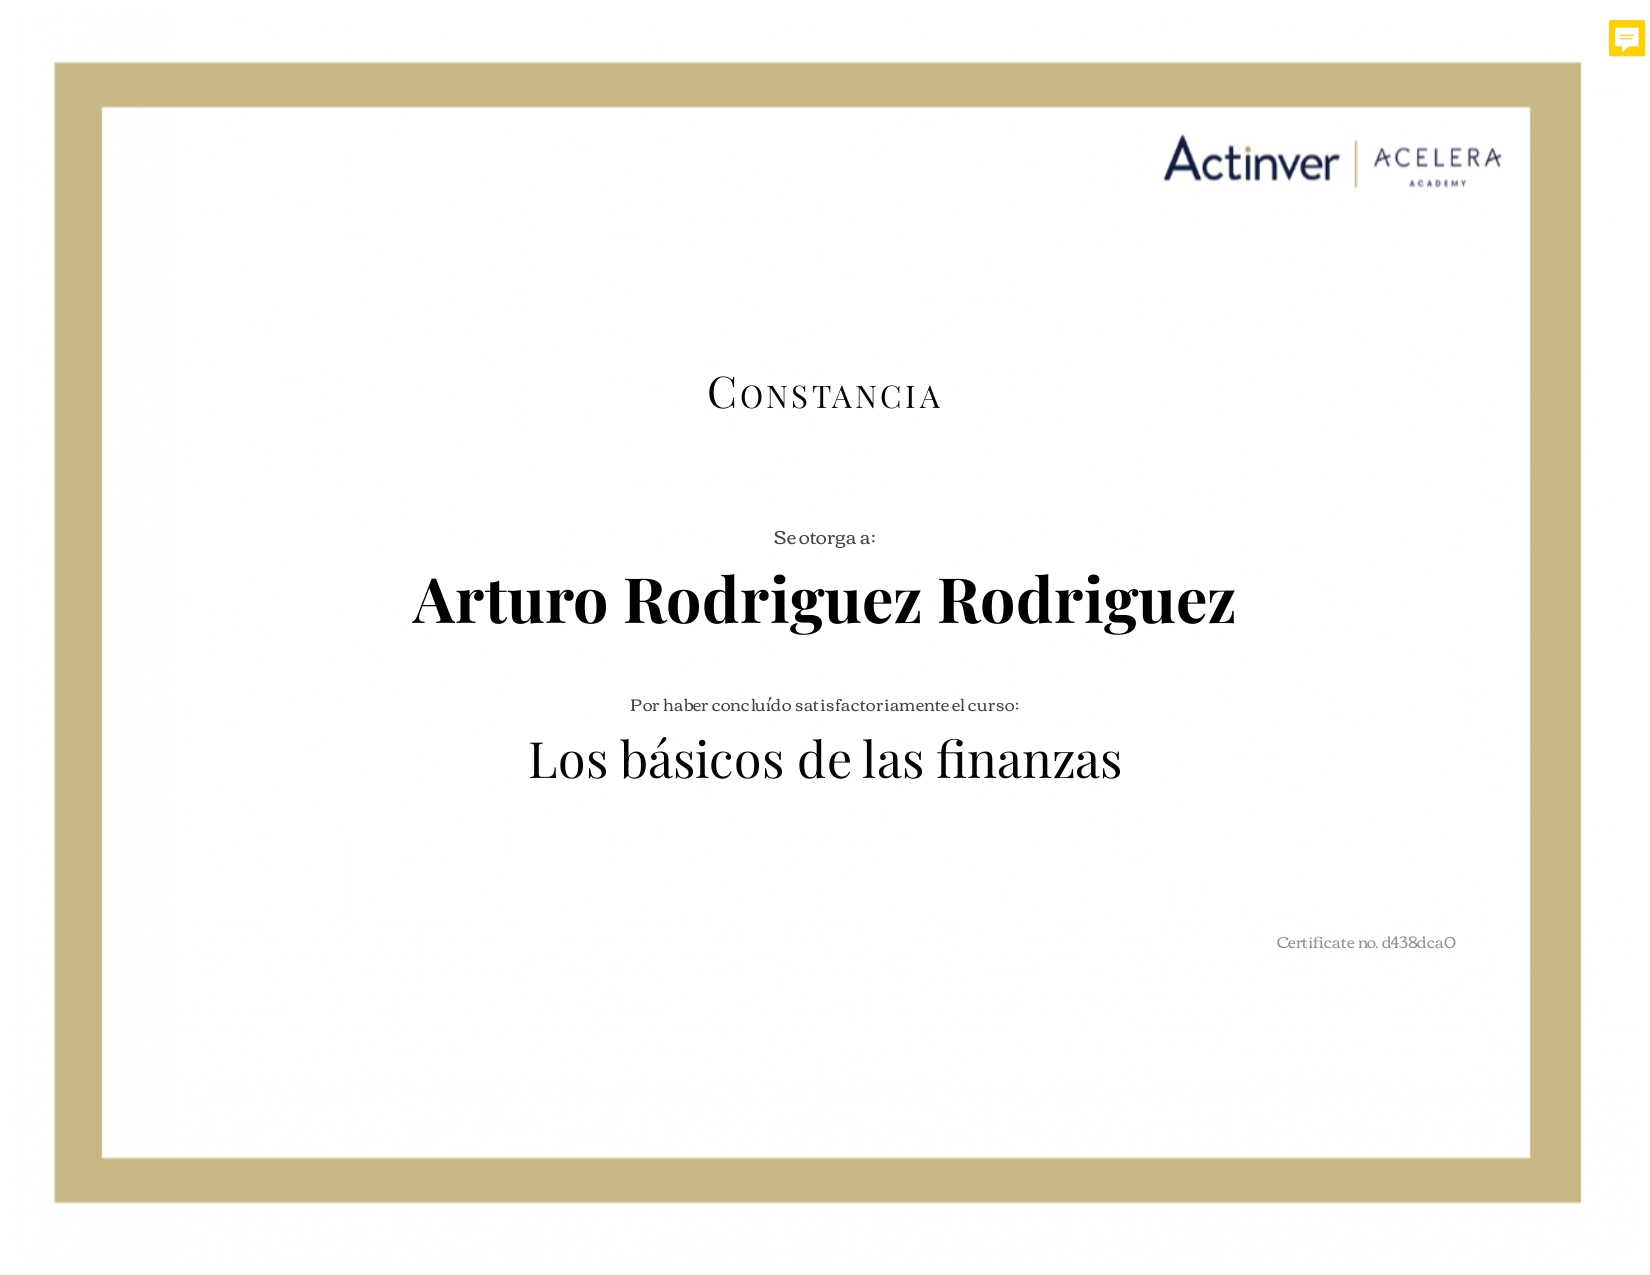 Actinver | ACELERA
ACADEMY
Constancia
Se otorga a:
Arturo Rodriguez Rodriguez
Por haber concluído satisfactoriamente el curso:
Los básicos de las finanzas
Certificate no. d438dca0